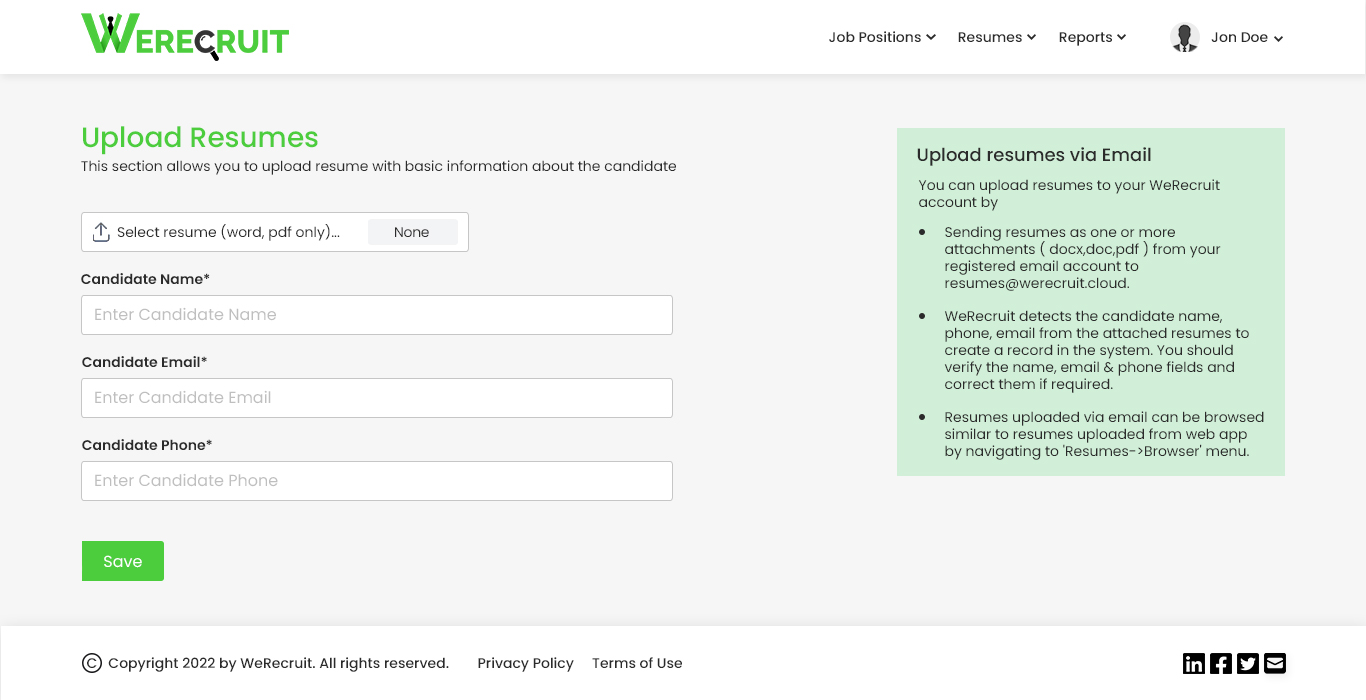 WERECRUIT
Job Positions
Resumes
Reports
Jon Doe
Upload Resumes
This section allows you to upload resume with basic information about the candidate
Select resume (word, pdf only)...
None
Candidate Name*
Enter Candidate Name
Candidate Email*
Enter Candidate Email
Candidate Phone*
Enter Candidate Phone
Save
Upload resumes via Email
You can upload resumes to your WeRecruit
account by
Sending resumes as one or more
attachments ( docx,doc,pdf ) from your
registered email account to
resumes@werecruit.cloud.
WeRecruit detects the candidate name,
phone, email from the attached resumes to
create a record in the system. You should
verify the name, email & phone fields and
correct them if required.
Resumes uploaded via email can be browsed
similar to resumes uploaded from web app
by navigating to 'Resumes->Browser' menu.
© Copyright 2022 by WeRecruit. All rights reserved.
Privacy Policy
Terms of Use